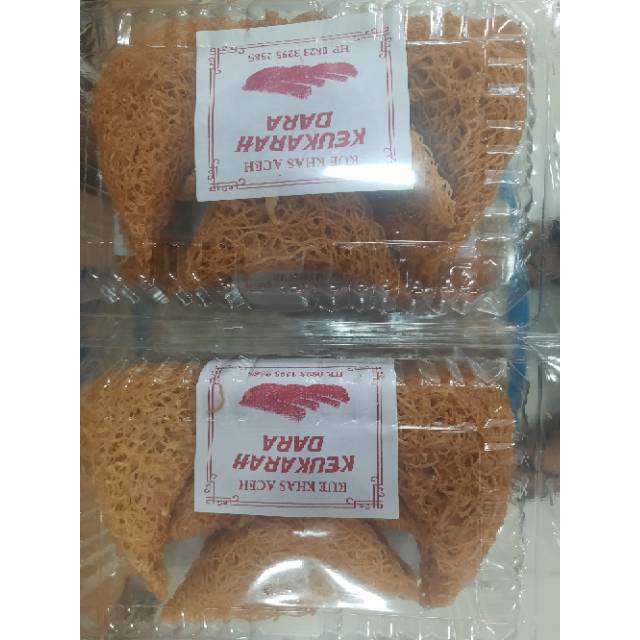 KUE KHAS ACEH
KEUKARAH
DARA
HP 0823 3295 2585
KUE KHAS ACEH
KEUKARAH
DARA